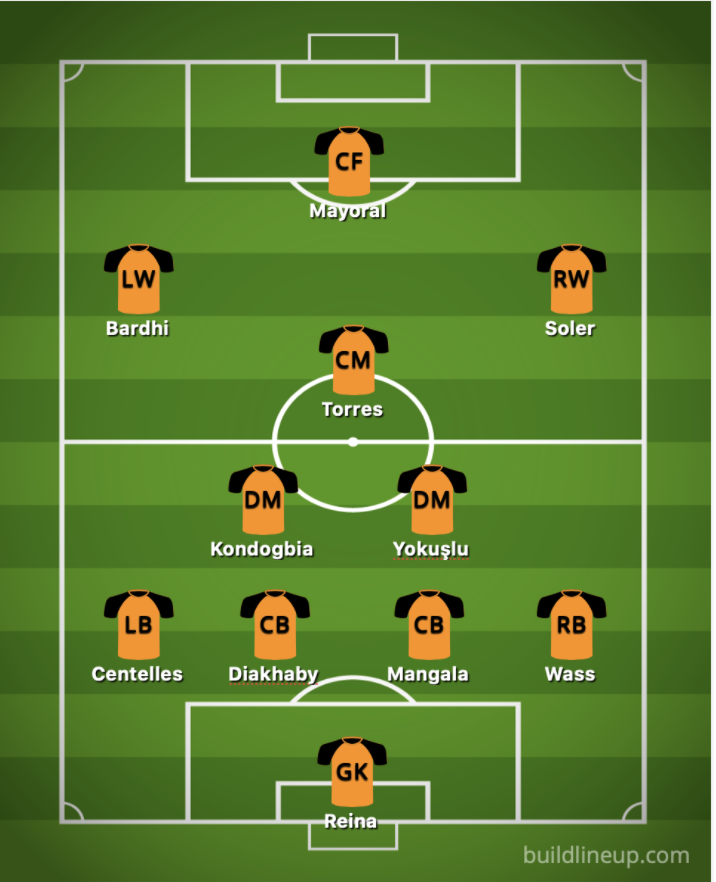 CF
Mayoral
LW
RW
Bardhi
Soler
CM
Torres
DM
DM
Kondogbia
Yokuşlu
LB
CB
CB
RB
Centelles
Diakhaby
Mangala
Wass
GK
Reina
buildlineup.com